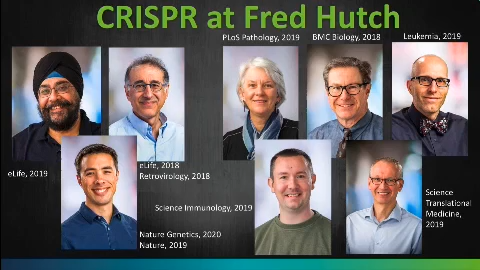 CRISPR at Fred Hutch
PLoS Pathology, 2019
BMC Biology, 2018
Leukemia, 2019
eLife, 2019
eLife, 2018
Retrovirology, 2018
Science Immunology, 2019
Nature Genetics, 2020
Nature, 2019
Science
Translational
Medicine,
2019